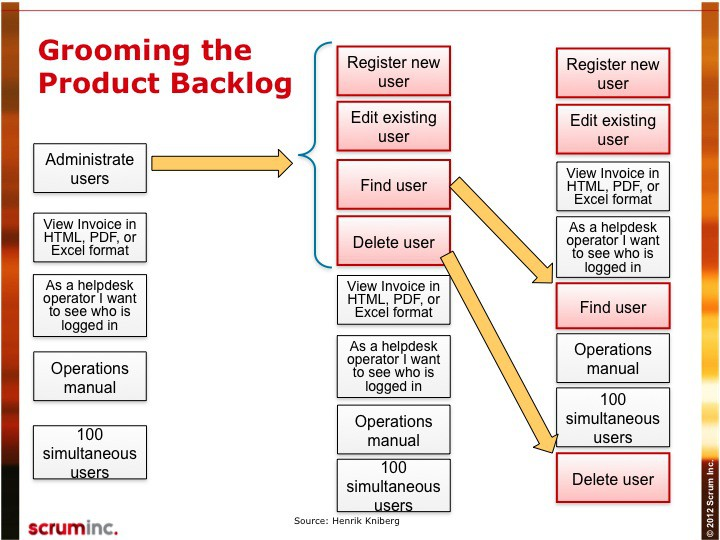 Grooming the
Product Backlog
Administrate
users
View Invoice in
HTML, PDF, or
Excel format
As a helpdesk
operator I want
to see who is
logged in
Operations
manual
100
simultaneous
users
Register new
user
Edit existing
user
Find user
Delete user
View Invoice in
HTML, PDF, or
Excel format
As a helpdesk
operator I want
to see who is
logged in
Operations
manual
100
simultaneous
users
Register new
user
Edit existing
user
View Invoice in
HTML, PDF, or
Excel format
As a helpdesk
operator I want
to see who is
logged in
Find user
Operations
manual
100
simultaneous
users
Delete user
scruminc.
Source: Henrik Kniberg
© 2012 Scrum Inc.